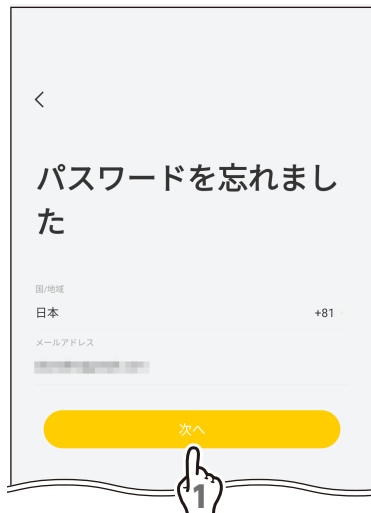 パスワードを忘れまし
た
国/地域
日本 +81
メールアドレス
次へ
1